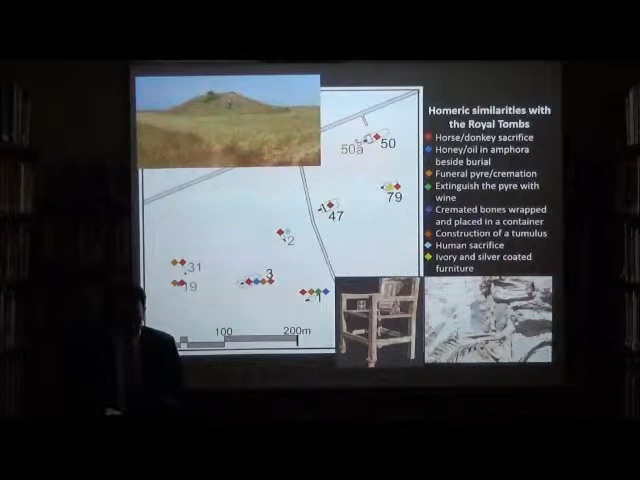 Homeric similarities with
the Royal Tombs
Horse/donkey sacrifice
Honey/oil in amphora
beside burial
Funeral pyre/cremation
Extinguish the pyre with
wine
Cremated bones wrapped
and placed in a container
Construction of a tumulus
Human sacrifice
Ivory and silver coated
furniture
50a
50
79
47
2
31
3
19
1
100
200m